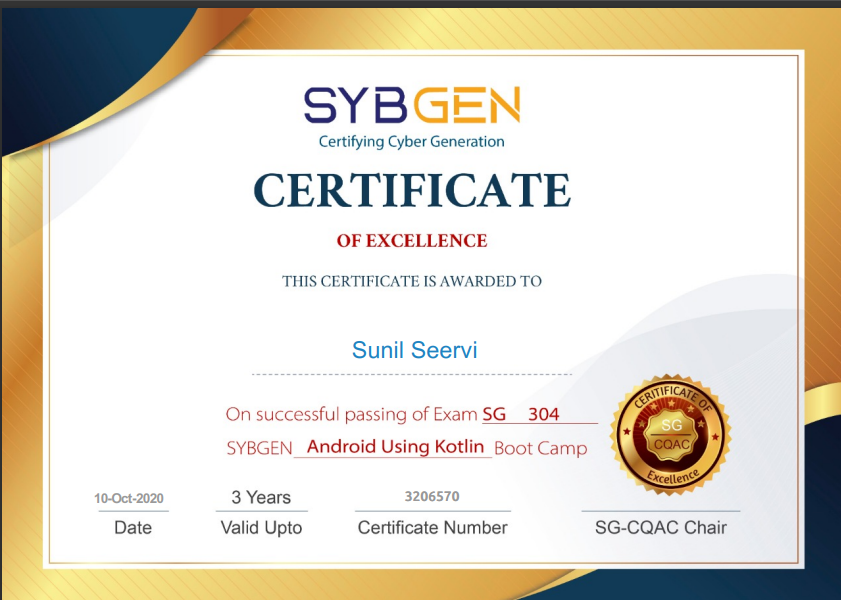 SYBGEN
Certifying Cyber Generation
CERTIFICATE
OF EXCELLENCE
THIS CERTIFICATE IS AWARDED TO
Sunil Seervi
On successful passing of Exam SG 304
SYBGEN Android Using Kotlin Boot Camp
CERITIFICATE OF
SG
CQAC
Excellence
10-Oct-2020 3 Years 3206570
Date Valid Upto Certificate Number SG-CQAC Chair